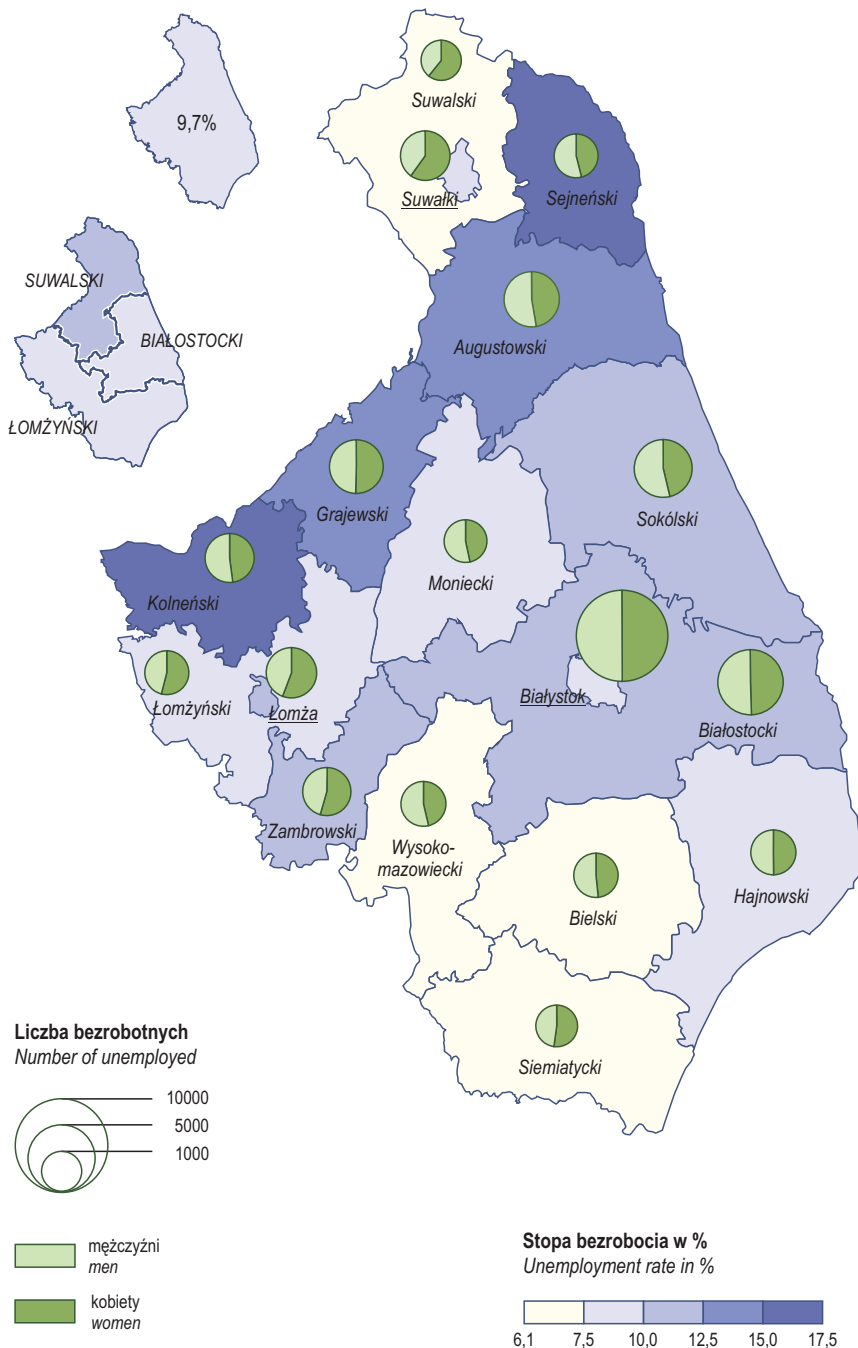 9,7%
SUWALSKI
BIAŁOSTOCKI
ŁOMŻYŃSKI
Suwalski
Suwałki
Sejneński
Augustowski
Grajewski
Sokólski
Moniecki
Kolneński
Łomżyński
Łomża
Białystok
Białostocki
Zambrowski
Wysoko-
mazowiecki
Bielski
Hajnowski
Siemiatycki
Liczba bezrobotnych
Number of unemployed
10000
5000
1000
mężczyźni
men
kobiety
women
Stopa bezrobocia w %
Unemployment rate in %
6,1 7,5 10,0 12,5 15,0 17,5